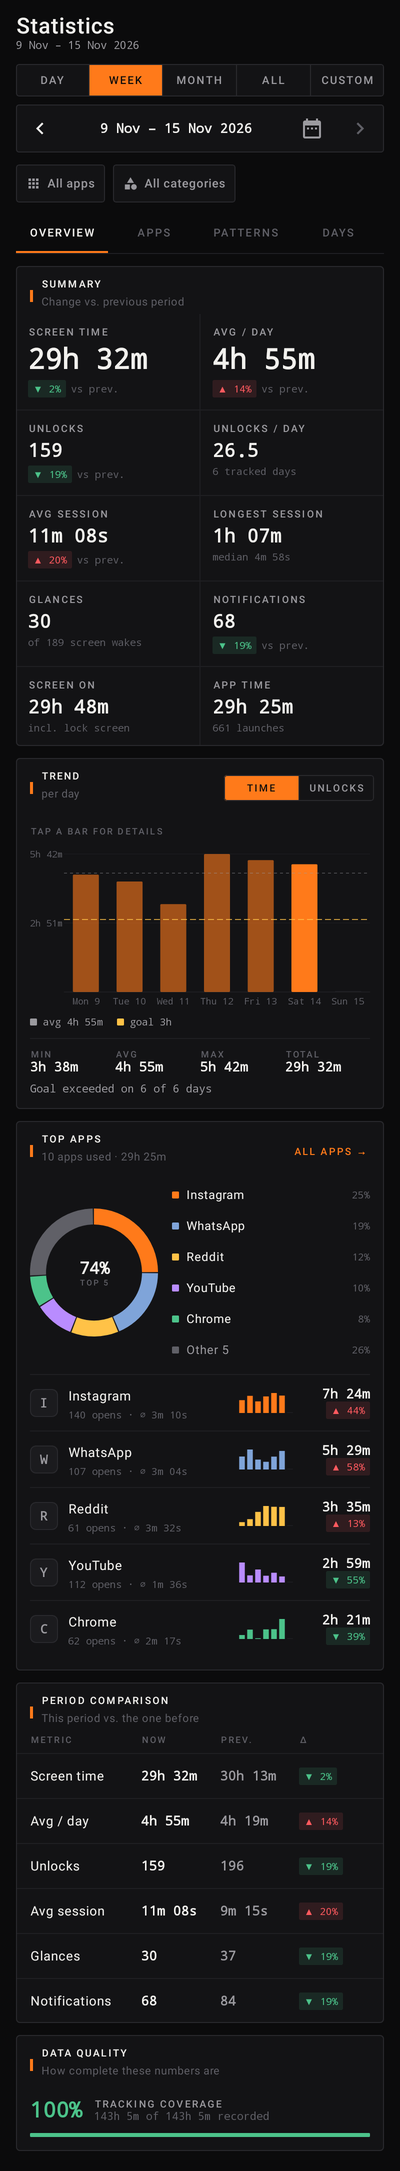 Statistics
9 Nov – 15 Nov 2026
DAY WEEK MONTH ALL CUSTOM
9 Nov – 15 Nov 2026
All apps All categories
OVERVIEW APPS PATTERNS DAYS
SUMMARY
Change vs. previous period
SCREEN TIME AVG / DAY
29h 32m 4h 55m
▼ 2% vs prev. ▲ 14% vs prev.
UNLOCKS UNLOCKS / DAY
159 26.5
▼ 19% vs prev. 6 tracked days
AVG SESSION LONGEST SESSION
11m 08s 1h 07m
▲ 20% vs prev. median 4m 58s
GLANCES NOTIFICATIONS
30 68
of 189 screen wakes ▼ 19% vs prev.
SCREEN ON APP TIME
29h 48m 29h 25m
incl. lock screen 661 launches
TREND
per day
TIME UNLOCKS
TAP A BAR FOR DETAILS
5h 42m
2h 51m
Mon 9 Tue 10 Wed 11 Thu 12 Fri 13 Sat 14 Sun 15
avg 4h 55m goal 3h
MIN AVG MAX TOTAL
3h 38m 4h 55m 5h 42m 29h 32m
Goal exceeded on 6 of 6 days
TOP APPS
10 apps used · 29h 25m
ALL APPS →
74%
TOP 5
Instagram 25%
WhatsApp 19%
Reddit 12%
YouTube 10%
Chrome 8%
Other 5 26%
I Instagram 7h 24m
140 opens · ⌀ 3m 10s ▲ 44%
W WhatsApp 5h 29m
107 opens · ⌀ 3m 04s ▲ 58%
R Reddit 3h 35m
61 opens · ⌀ 3m 32s ▲ 13%
Y YouTube 2h 59m
112 opens · ⌀ 1m 36s ▼ 55%
C Chrome 2h 21m
62 opens · ⌀ 2m 17s ▼ 39%
PERIOD COMPARISON
This period vs. the one before
METRIC NOW PREV. Δ
Screen time 29h 32m 30h 13m ▼ 2%
Avg / day 4h 55m 4h 19m ▲ 14%
Unlocks 159 196 ▼ 19%
Avg session 11m 08s 9m 15s ▲ 20%
Glances 30 37 ▼ 19%
Notifications 68 84 ▼ 19%
DATA QUALITY
How complete these numbers are
100% TRACKING COVERAGE
143h 5m of 143h 5m recorded